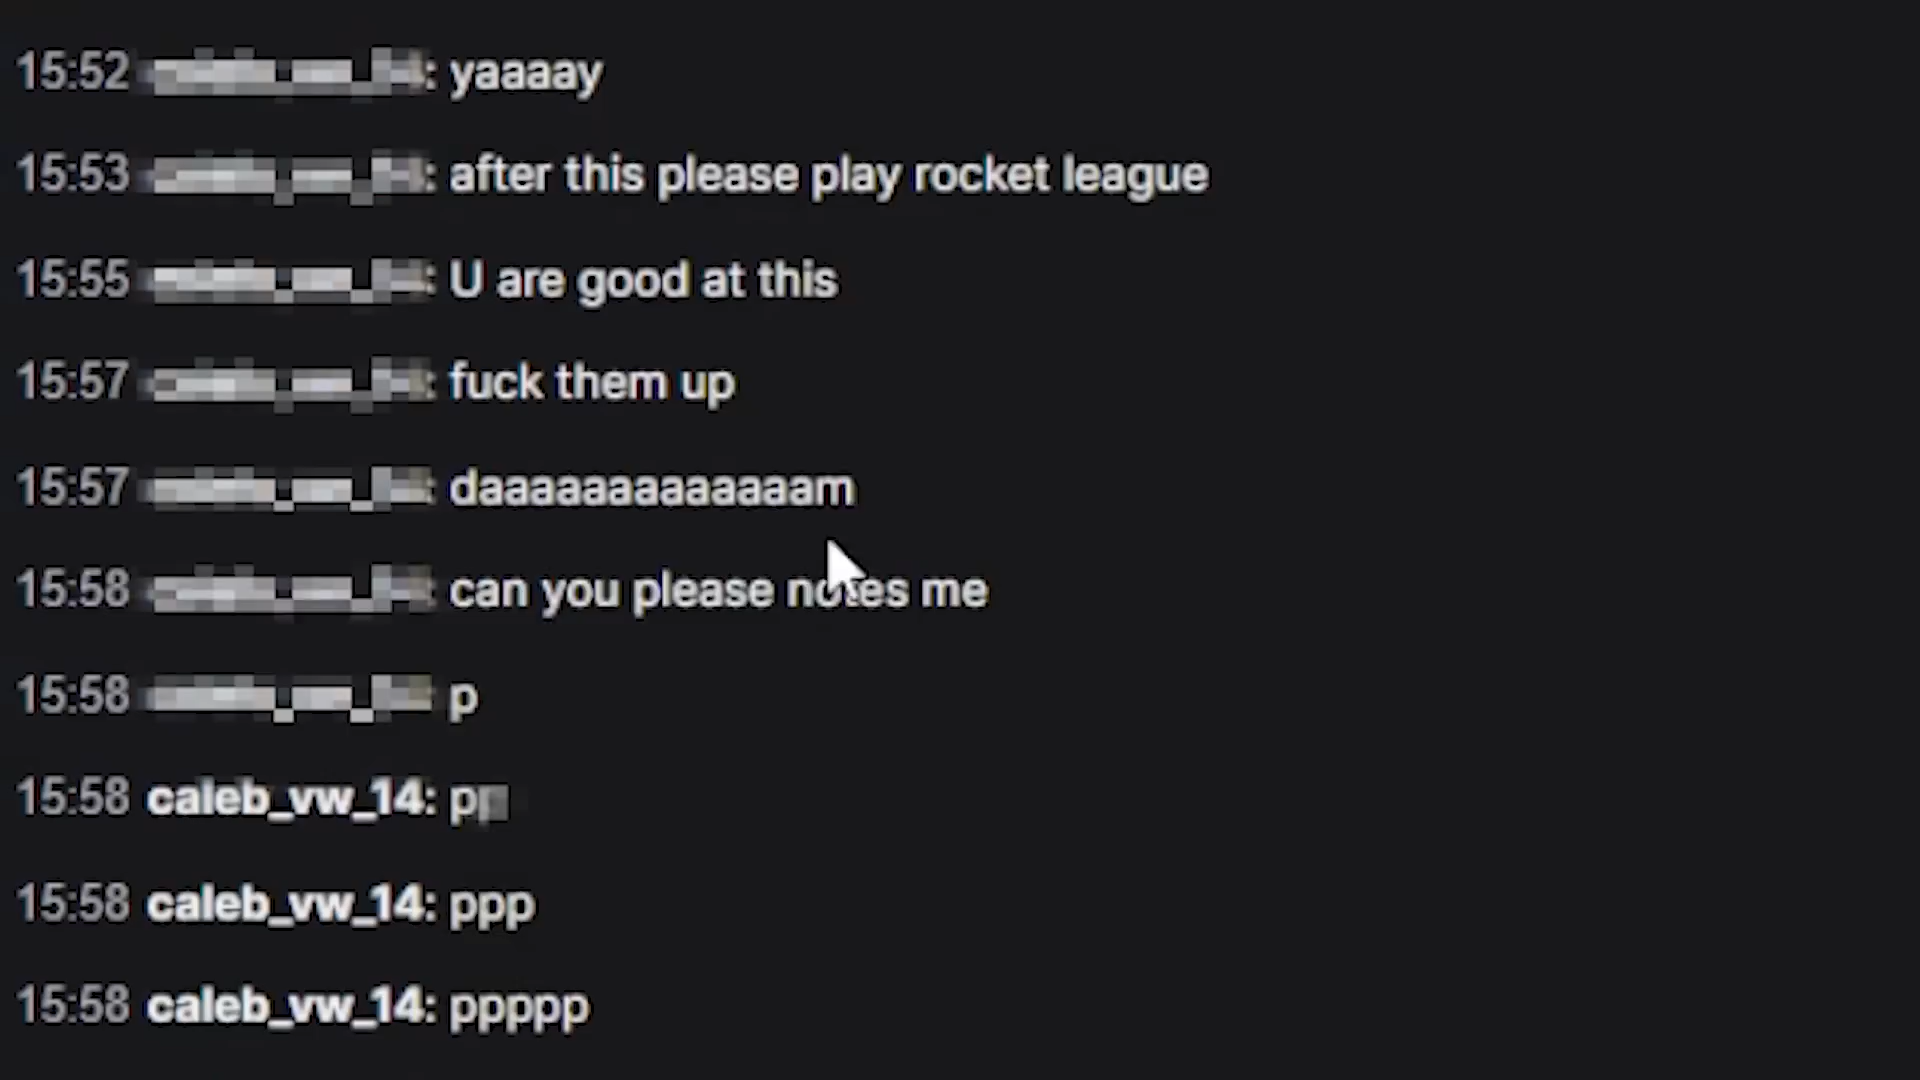 15:52 : yaaaay
15:53 : after this please play rocket league
15:55 : U are good at this
15:57 : fuck them up
15:57 : daaaaaaaaaaaaam
15:58 : can you please notes me
15:58 p
15:58 caleb_vw_14: p
15:58 caleb_vw_14: ppp
15:58 caleb_vw_14: ppppp